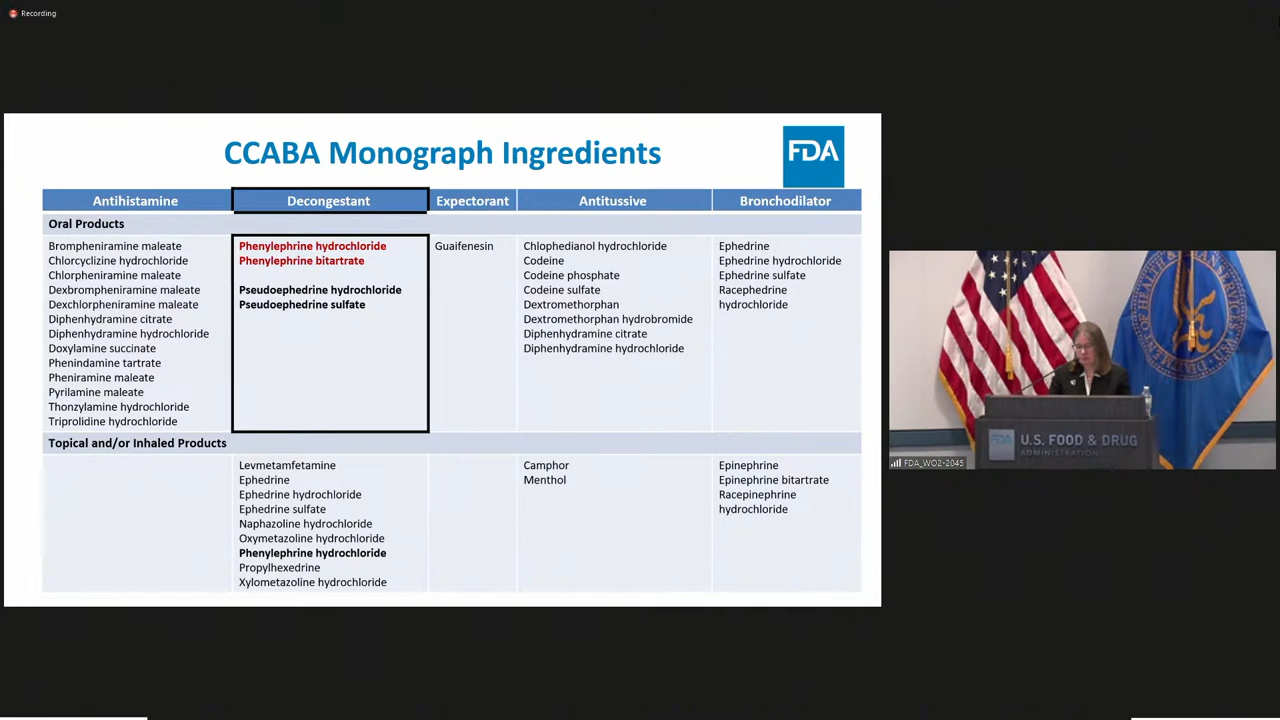 Recording
CCABA Monograph Ingredients
FDA
Antihistamine
Decongestant
Expectorant
Antitussive
Bronchodilator
Oral Products
Brompheniramine maleate
Chlorcyclizine hydrochloride
Chlorpheniramine maleate
Dexbrompheniramine maleate
Dexchlorpheniramine maleate
Diphenhydramine citrate
Diphenhydramine hydrochloride
Doxylamine succinate
Phenindamine tartrate
Pheniramine maleate
Pyrilamine maleate
Thonzylamine hydrochloride
Triprolidine hydrochloride
Phenylephrine hydrochloride
Phenylephrine bitartrate
Pseudoephedrine hydrochloride
Pseudoephedrine sulfate
Guaifenesin
Chlophedianol hydrochloride
Codeine
Codeine phosphate
Codeine sulfate
Dextromethorphan
Dextromethorphan hydrobromide
Diphenhydramine citrate
Diphenhydramine hydrochloride
Ephedrine
Ephedrine hydrochloride
Ephedrine sulfate
Racephedrine
hydrochloride
Topical and/or Inhaled Products
Levmetamfetamine
Ephedrine
Ephedrine hydrochloride
Ephedrine sulfate
Naphazoline hydrochloride
Oxymetazoline hydrochloride
Phenylephrine hydrochloride
Propylhexedrine
Xylometazoline hydrochloride
Camphor
Menthol
Epinephrine
Epinephrine bitartrate
Racepinephrine
hydrochloride
FDA
U.S. FOOD & DRUG
ADMINISTRATION
FDA_WO2-2045